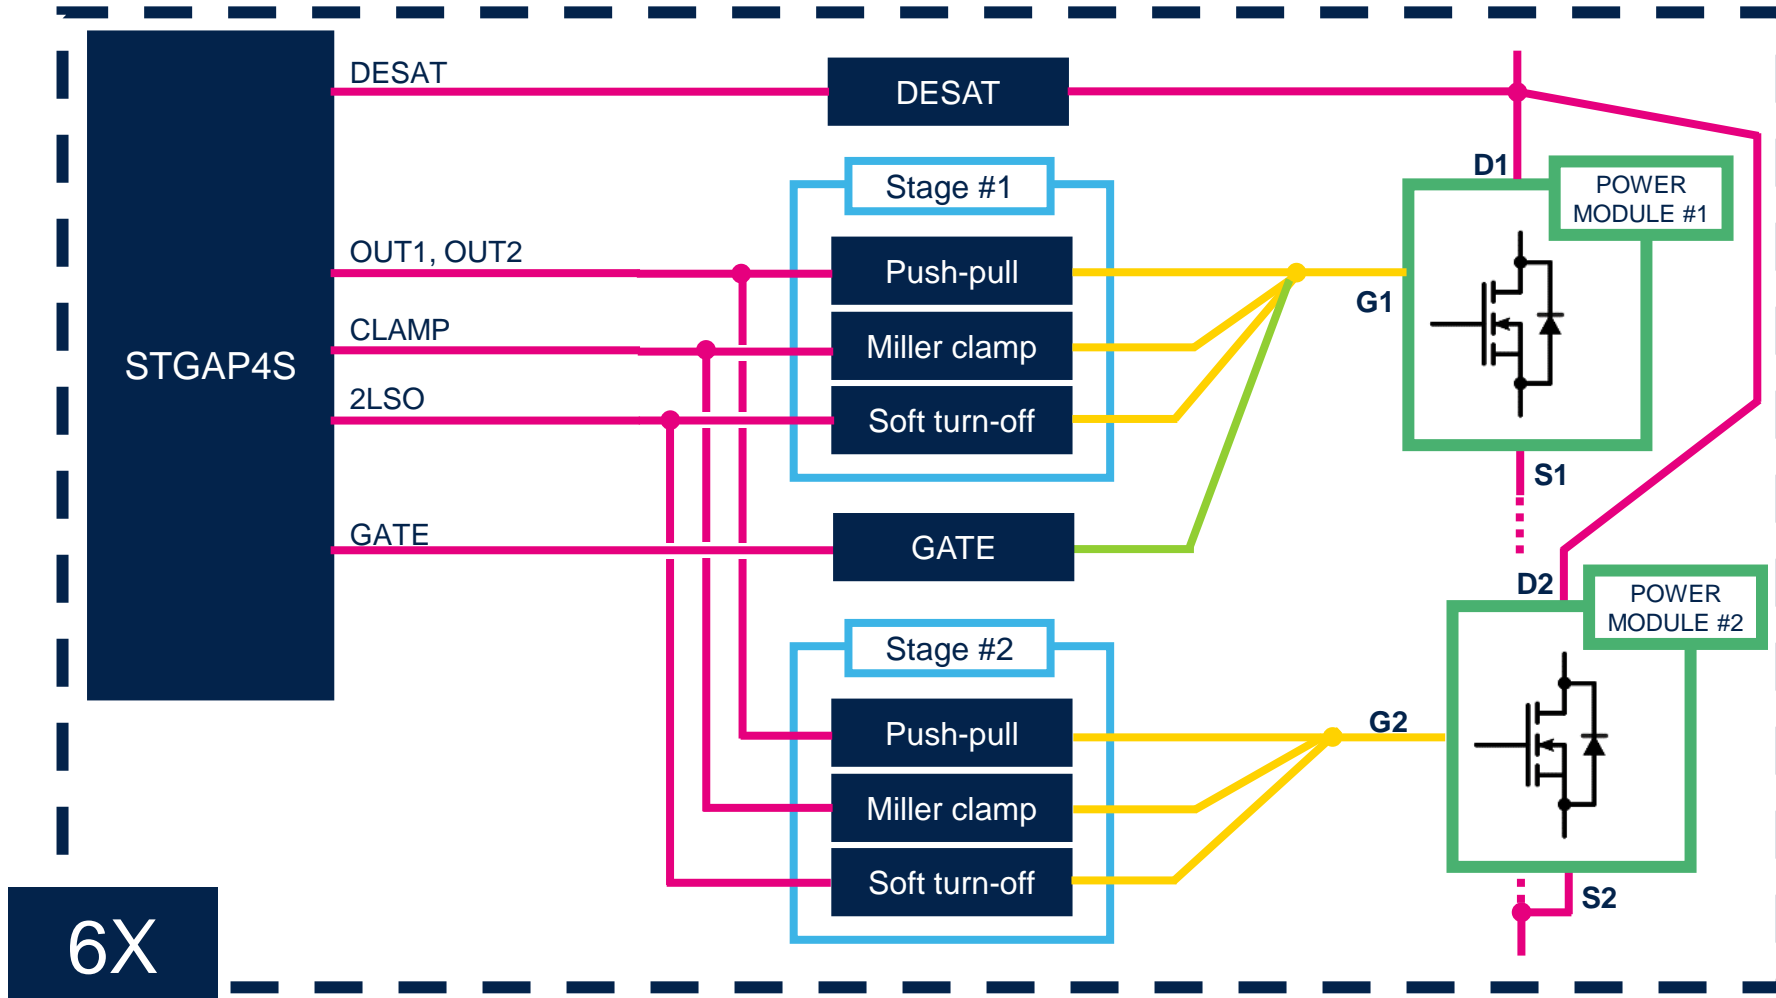 STGAP4S
DESAT
DESAT
OUT1, OUT2
CLAMP
2LSO
GATE
Stage #1
Push-pull
Miller clamp
Soft turn-off
GATE
Stage #2
Push-pull
Miller clamp
Soft turn-off
D1
POWER
MODULE #1
G1
S1
D2
POWER
MODULE #2
G2
S2
6X